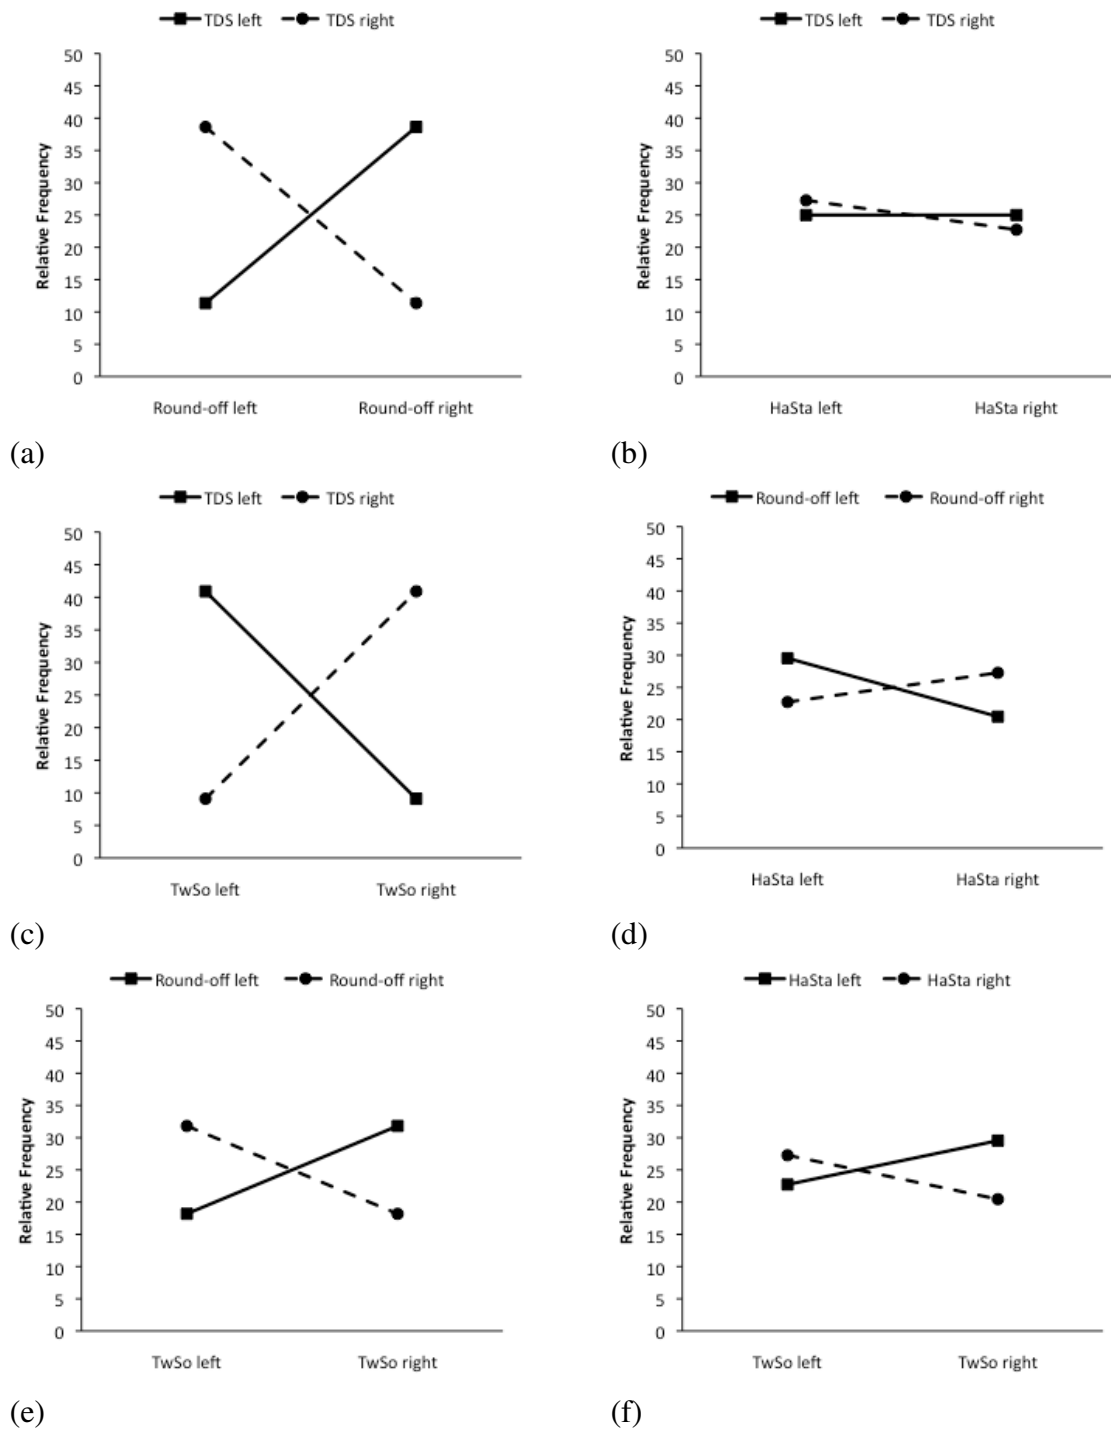 TDS left TDS right
50
45
40
35
30
25
20
15
10
5
0
Relative Frequency
Round-off left Round-off right
(a)
TDS left TDS right
50
45
40
35
30
25
20
15
10
5
0
Relative Frequency
HaSta left HaSta right
(b)
TDS left TDS right
50
45
40
35
30
25
20
15
10
5
0
Relative Frequency
TwSo left TwSo right
(c)
Round-off left Round-off right
50
45
40
35
30
25
20
15
10
5
0
Relative Frequency
HaSta left HaSta right
(d)
Round-off left Round-off right
50
45
40
35
30
25
20
15
10
5
0
Relative Frequency
TwSo left TwSo right
(e)
HaSta left HaSta right
50
45
40
35
30
25
20
15
10
5
0
Relative Frequency
TwSo left TwSo right
(f)